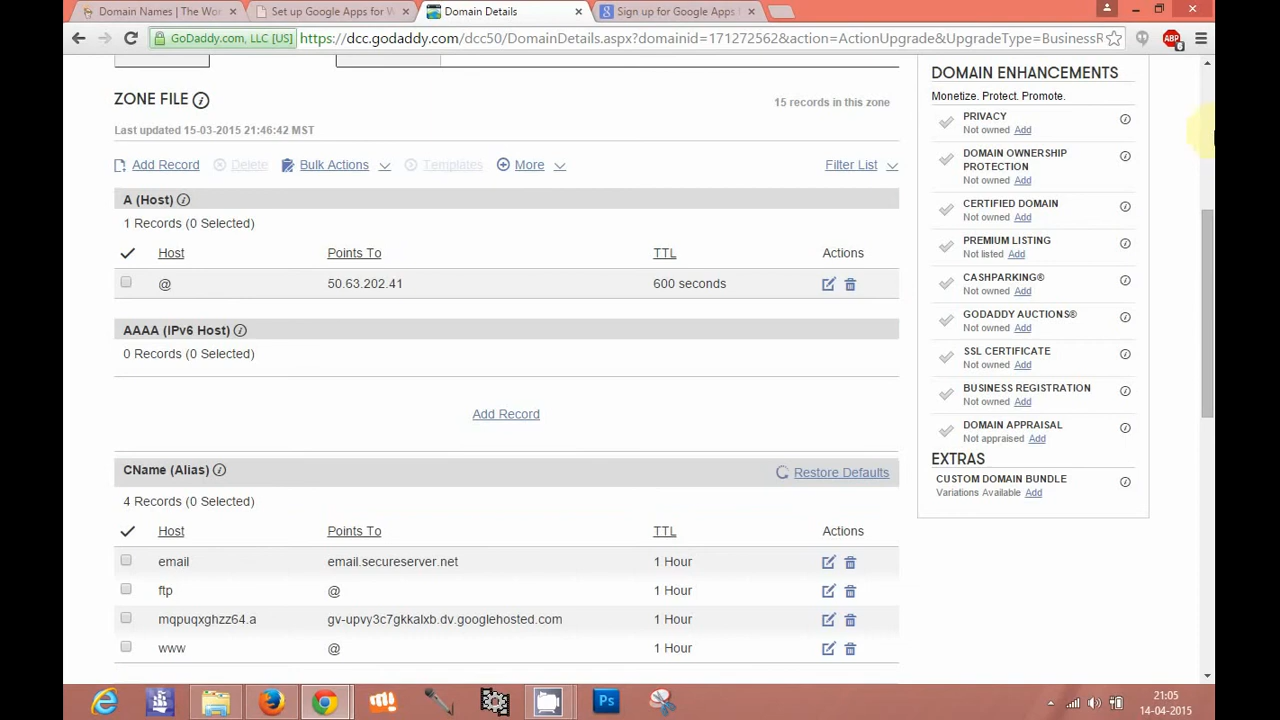 Domain Names | The Wor
Set up Google Apps for W
Domain Details
Sign up for Google Apps
GoDaddy.com, LLC [US]
https://dcc.godaddy.com/dcc50/DomainDetails.aspx?domainid=171272562&action=ActionUpgrade&UpgradeType=BusinessR
ABP
6
ZONE FILE
15 records in this zone
Last updated 15-03-2015 21:46:42 MST
Add Record Delete Bulk Actions Templates More Filter List
A (Host)
1 Records (0 Selected)
Host Points To TTL Actions
@ 50.63.202.41 600 seconds
AAAA (IPv6 Host)
0 Records (0 Selected)
Add Record
CName (Alias)
Restore Defaults
4 Records (0 Selected)
Host Points To TTL Actions
email email.secureserver.net 1 Hour
ftp @ 1 Hour
mqpuqxghzz64.a gv-upvy3c7gkkalxb.dv.googlehosted.com 1 Hour
www @ 1 Hour
DOMAIN ENHANCEMENTS
Monetize. Protect. Promote.
PRIVACY
Not owned Add
DOMAIN OWNERSHIP
PROTECTION
Not owned Add
CERTIFIED DOMAIN
Not owned Add
PREMIUM LISTING
Not listed Add
CASHPARKING®
Not owned Add
GODADDY AUCTIONS®
Not owned Add
SSL CERTIFICATE
Not owned Add
BUSINESS REGISTRATION
Not owned Add
DOMAIN APPRAISAL
Not appraised Add
EXTRAS
CUSTOM DOMAIN BUNDLE
Variations Available Add
Ps
21:05
14-04-2015